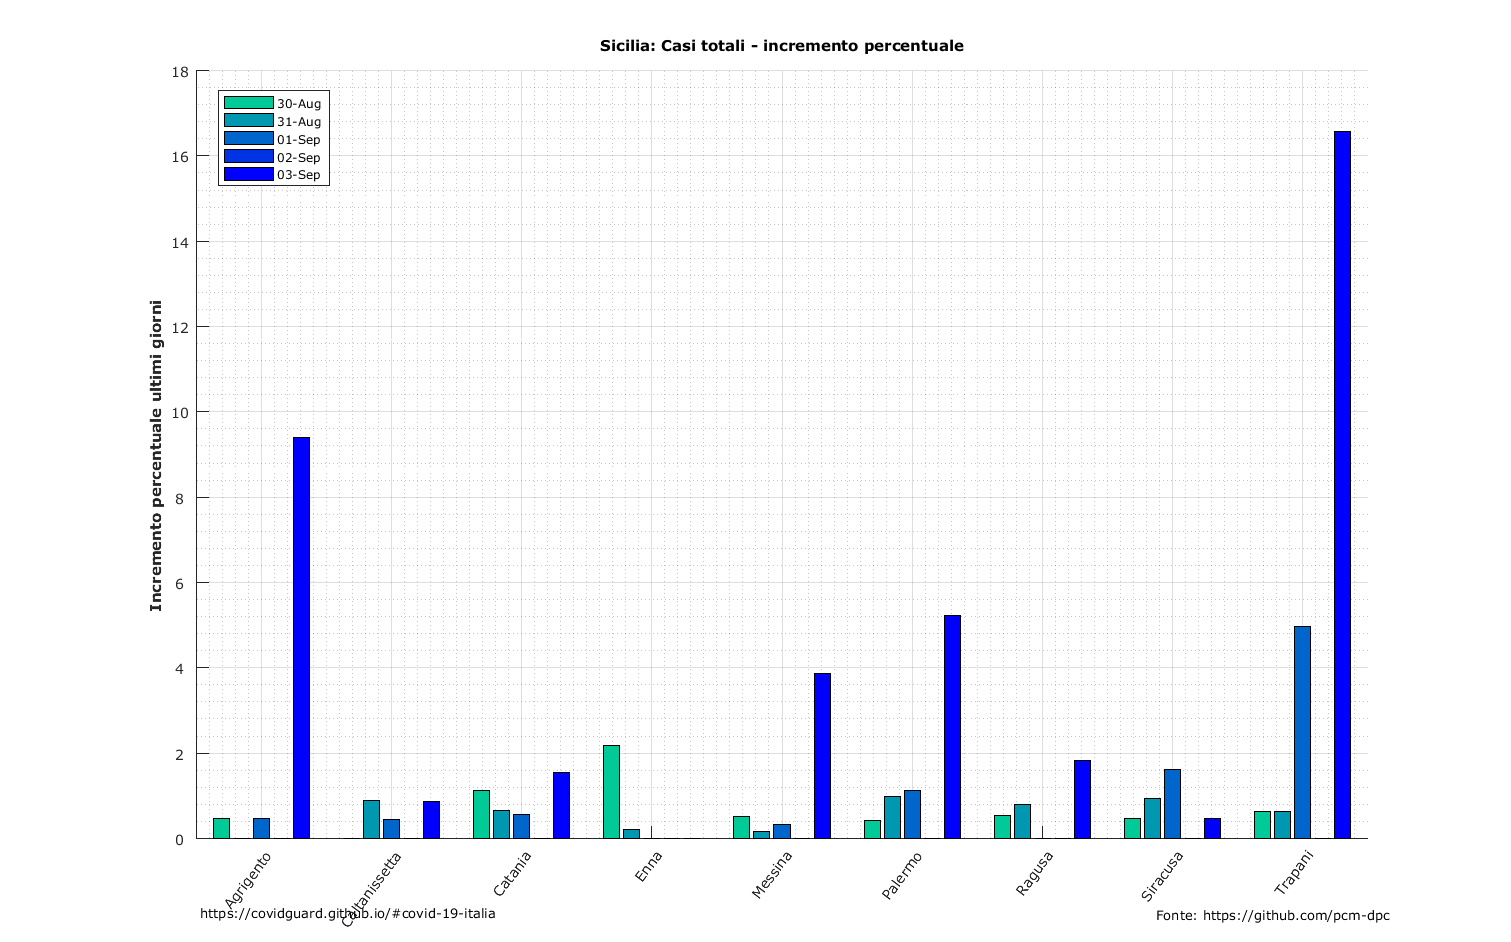 Sicilia: Casi totali - incremento percentuale
18
16
14
12
10
8
6
4
2
0
Incremento percentuale ultimi giorni
30-Aug
31-Aug
01-Sep
02-Sep
03-Sep
Agrigento
Caltanissetta
Catania
Enna
Messina
Palermo
Ragusa
Siracusa
Trapani
https://covidguard.github.io/#covid-19-italia
Fonte: https://github.com/pcm-dpc